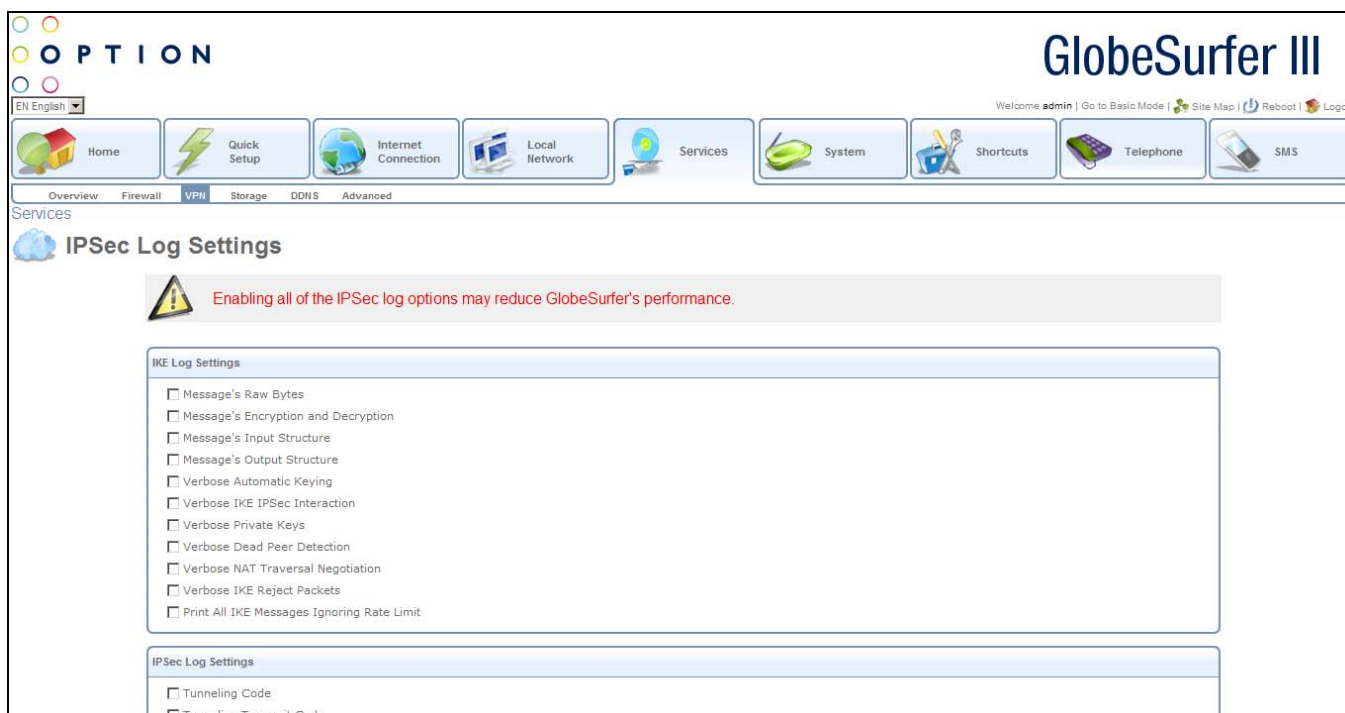 OPTION
GlobeSurfer III
EN English
Welcome admin | Go to Basic Mode | Site Map | Reboot | Logo
Home
Quick Setup
Internet Connection
Local Network
Services
System
Shortcuts
Telephone
SMS
Overview Firewall VPN Storage DDNS Advanced
Services
IPSec Log Settings
Enabling all of the IPSec log options may reduce GlobeSurfer's performance.
IKE Log Settings
Message's Raw Bytes
Message's Encryption and Decryption
Message's Input Structure
Message's Output Structure
Verbose Automatic Keying
Verbose IKE IPSec Interaction
Verbose Private Keys
Verbose Dead Peer Detection
Verbose NAT Traversal Negotiation
Verbose IKE Reject Packets
Print All IKE Messages Ignoring Rate Limit
IPSec Log Settings
Tunneling Code